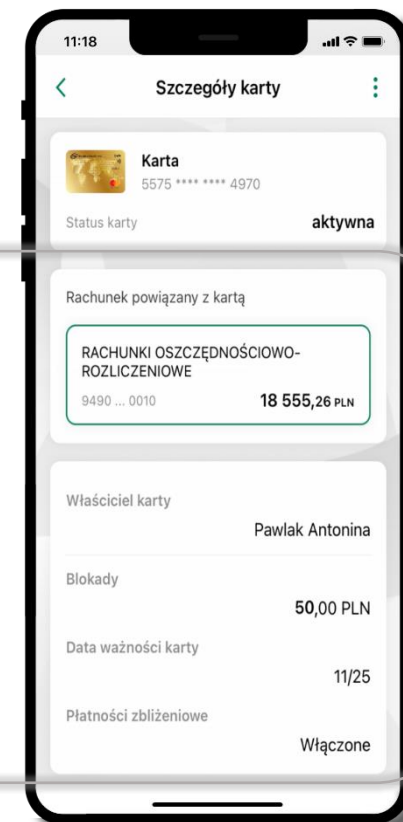 11:18
Szczegóły karty
Karta
5575 **** **** 4970
Status karty
aktywna
Rachunek powiązany z kartą
RACHUNKI OSZCZĘDNOŚCIOWO-
ROZLICZENIOWE
9490 ... 0010
18 555,26 PLN
Właściciel karty
Pawlak Antonina
Blokady
50,00 PLN
Data ważności karty
11/25
Płatności zbliżeniowe
Włączone